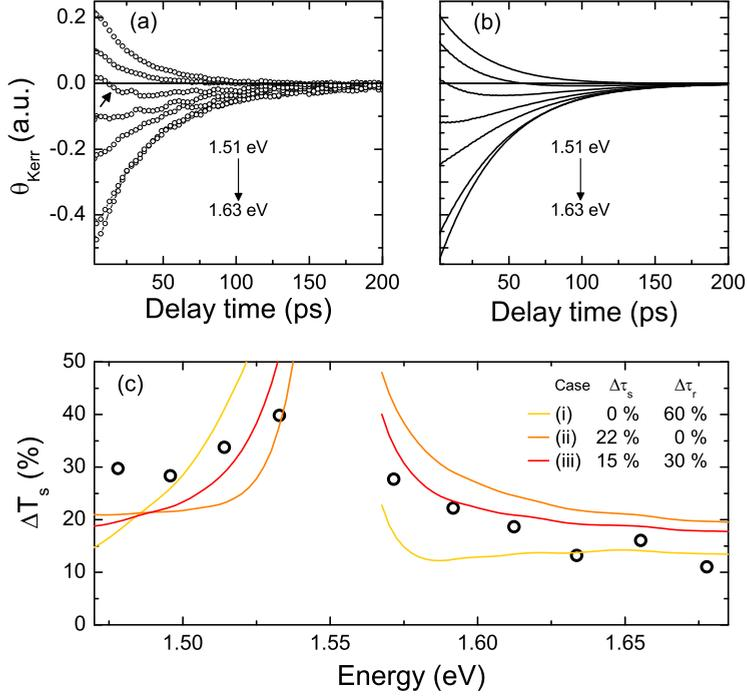 (a)
(b)
0.2
0.0
-0.2
-0.4
θKerr (a.u.)
1.51 eV
1.63 eV
1.51 eV
1.63 eV
50 100 150 200
50 100 150 200
Delay time (ps)
Delay time (ps)
(c)
50
40
30
20
10
0
ΔTs (%)
Case Δτs Δτr
(i) 0 % 60 %
(ii) 22 % 0 %
(iii) 15 % 30 %
1.50 1.55 1.60 1.65
Energy (eV)